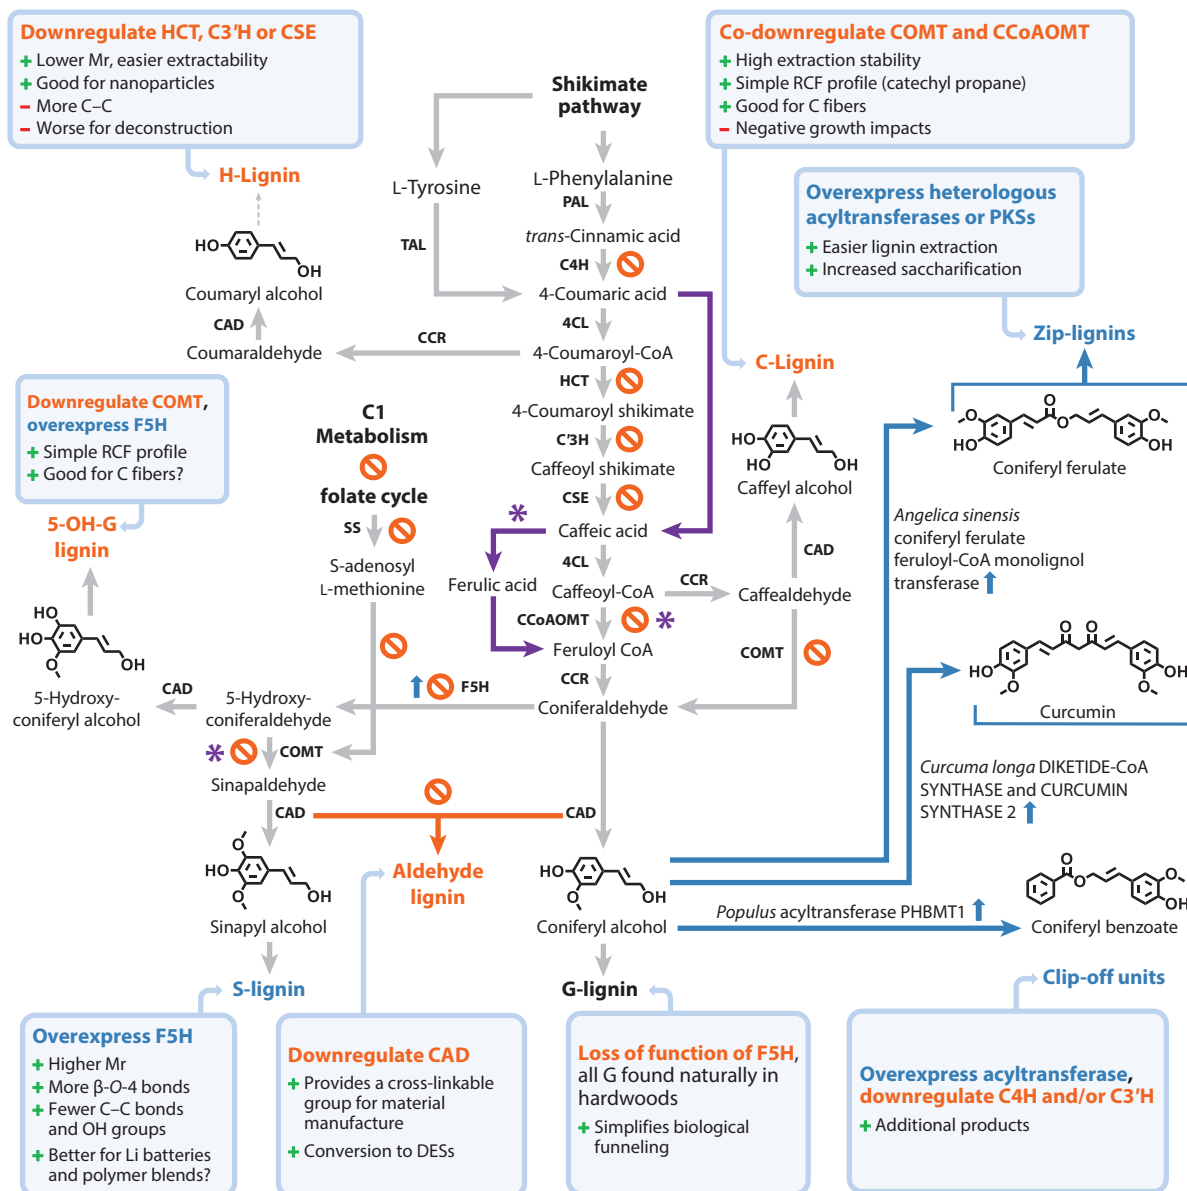 Downregulate HCT, C3′H or CSE
+ Lower Mr, easier extractability
+ Good for nanoparticles
− More C–C
− Worse for deconstruction
H-Lignin
HO
OH
Coumaryl alcohol
CAD
Coumaraldehyde
CCR
Shikimate
pathway
L-Tyrosine
TAL
L-Phenylalanine
PAL
trans-Cinnamic acid
C4H
4-Coumaric acid
4CL
4-Coumaroyl-CoA
HCT
4-Coumaroyl shikimate
C'3H
Caffeoyl shikimate
CSE
Caffeic acid
*
4CL
Ferulic acid
Caffeoyl-CoA
CCR
CCoAOMT
*
Feruloyl CoA
CCR
Coniferaldehyde
Co-downregulate COMT and CCoAOMT
+ High extraction stability
+ Simple RCF profile (catechyl propane)
+ Good for C fibers
− Negative growth impacts
C-Lignin
HO
HO
OH
Caffeyl alcohol
CAD
Caffealdehyde
COMT
Overexpress heterologous
acyltransferases or PKSs
+ Easier lignin extraction
+ Increased saccharification
Zip-lignins
O
HO
O
O
O
OH
Coniferyl ferulate
Angelica sinensis
coniferyl ferulate
feruloyl-CoA monolignol
transferase
O
O
HO
O
O
OH
Curcumin
Curcuma longa DIKETIDE-CoA
SYNTHASE and CURCUMIN
SYNTHASE 2
Downregulate COMT,
overexpress F5H
+ Simple RCF profile
+ Good for C fibers?
5-OH-G
lignin
HO
HO
O
OH
5-Hydroxy-
coniferyl alcohol
CAD
C1
Metabolism
folate cycle
SS
S-adenosyl
L-methionine
F5H
5-Hydroxy-
coniferaldehyde
*
COMT
Sinapaldehyde
CAD
CAD
O
HO
O
OH
Sinapyl alcohol
S-lignin
Aldehyde
lignin
HO
O
OH
Coniferyl alcohol
G-lignin
Populus acyltransferase PHBMT1
O
O
O
OH
Coniferyl benzoate
Clip-off units
Overexpress F5H
+ Higher Mr
+ More β-O-4 bonds
+ Fewer C–C bonds
and OH groups
+ Better for Li batteries
and polymer blends?
Downregulate CAD
+ Provides a cross-linkable
group for material
manufacture
+ Conversion to DESs
Loss of function of F5H,
all G found naturally in
hardwoods
+ Simplifies biological
funneling
Overexpress acyltransferase,
downregulate C4H and/or C3′H
+ Additional products